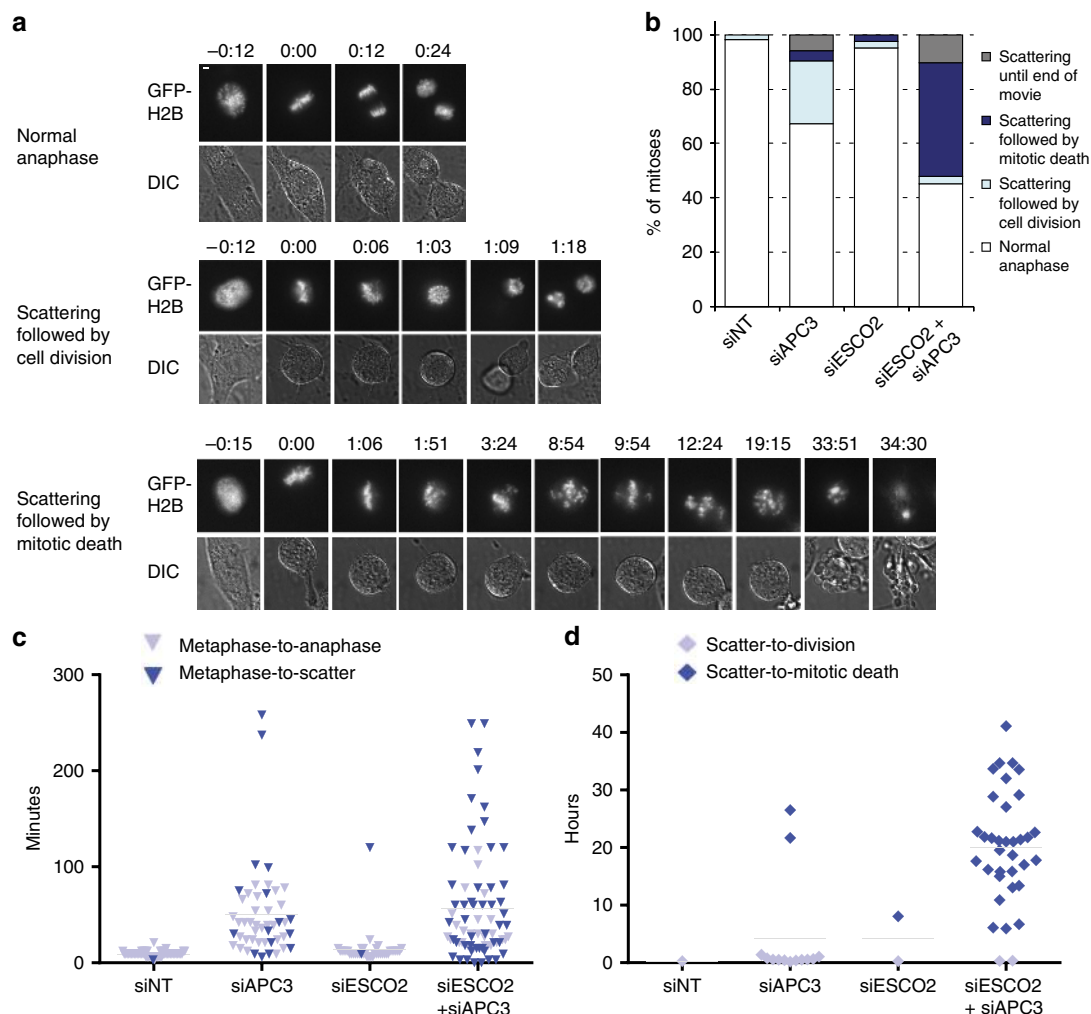 a
−0:12 0:00 0:12 0:24
GFP-
H2B
Normal
anaphase
DIC
−0:12 0:00 0:06 1:03 1:09 1:18
GFP-
H2B
Scattering
followed by
cell division
DIC
−0:15 0:00 1:06 1:51 3:24 8:54 9:54 12:24 19:15 33:51 34:30
GFP-
H2B
Scattering
followed by
mitotic death
DIC
b
% of mitoses
100
80
60
40
20
0
siNT
siAPC3
siESCO2
siESCO2 +
siAPC3
Scattering
until end of
movie
Scattering
followed by
mitotic death
Scattering
followed by
cell division
Normal
anaphase
c
Metaphase-to-anaphase
Metaphase-to-scatter
Minutes
300
200
100
0
siNT siAPC3 siESCO2 siESCO2
+siAPC3
d
Scatter-to-division
Scatter-to-mitotic death
Hours
50
40
30
20
10
0
siNT siAPC3 siESCO2 siESCO2
+ siAPC3